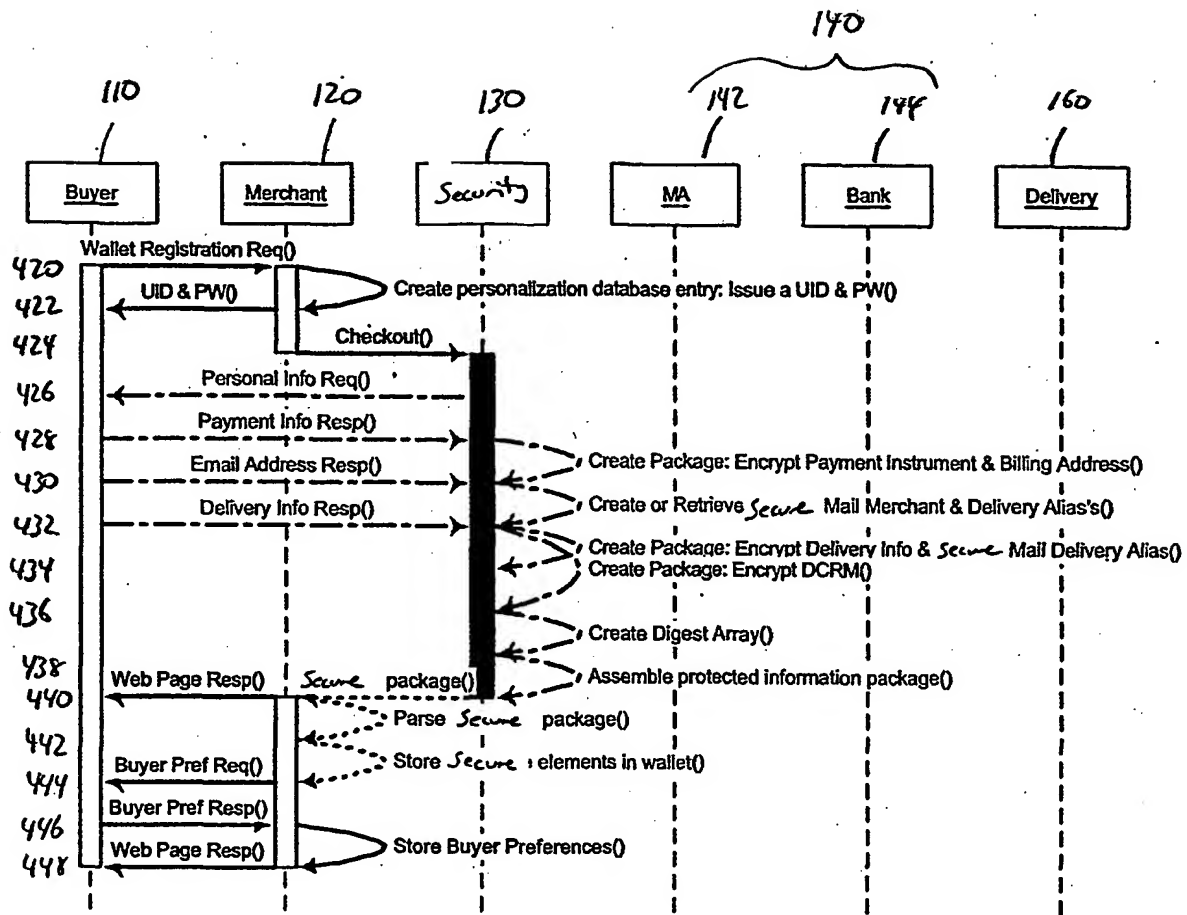 140
110 120 130 142 144 160
Buyer Merchant Security MA Bank Delivery
Wallet Registration Req()
420
UID & PW() Create personalization database entry: Issue a UID & PW()
422
Checkout()
424
Personal Info Req()
426
Payment Info Resp()
428
Email Address Resp() Create Package: Encrypt Payment Instrument & Billing Address()
430
Delivery Info Resp() Create or Retrieve Secure Mail Merchant & Delivery Alias's()
432
Create Package: Encrypt Delivery Info & Secure Mail Delivery Alias()
434 Create Package: Encrypt DCRM()
436
Create Digest Array()
438
Web Page Resp() Secure package() Assemble protected information package()
440
Parse Secure package()
442
Buyer Pref Req() Store Secure elements in wallet()
444
Buyer Pref Resp()
446
Web Page Resp() Store Buyer Preferences()
448